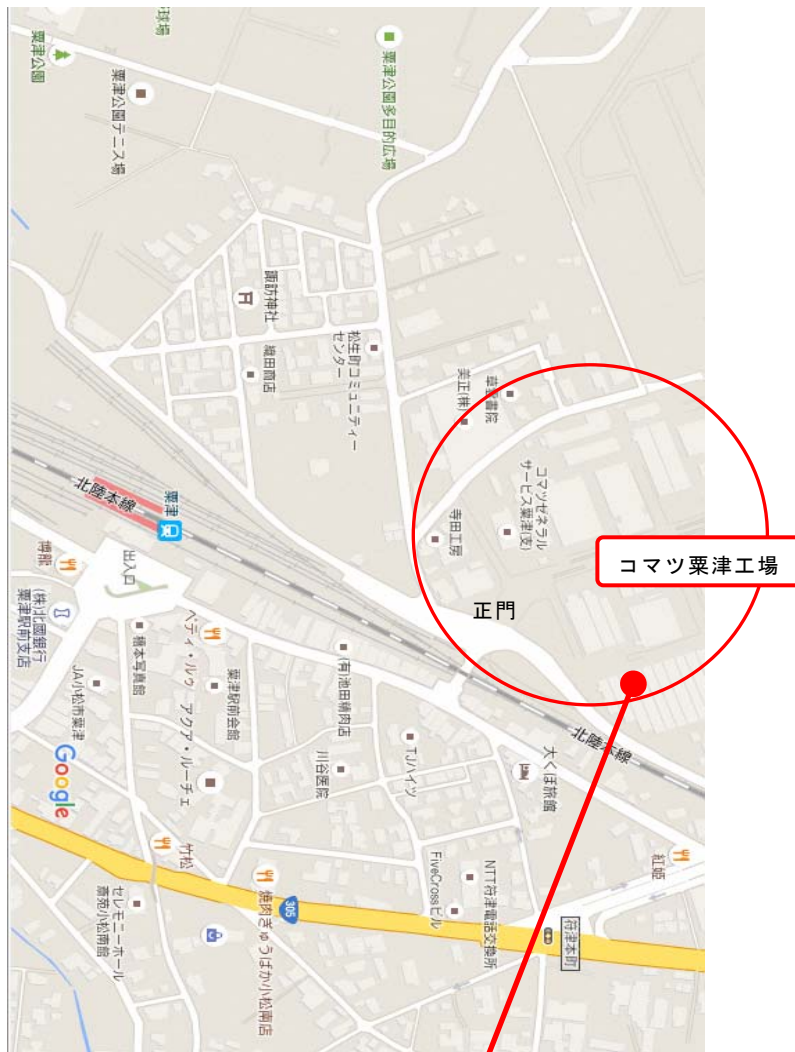 球場
粟津公園
粟津公園テニス場
粟津公園多目的広場
諏訪神社
織田商店
松生町コミュニティー
センター
美正(株)
コマツゼネラル
サービス粟津(支)
寺田工房
コマツ粟津工場
正門
北陸本線
粟津
博龍
出入口
(株)北國銀行
粟津駅前支店
JA小松市粟津
橋本写真館
ベティ・ルゥ
アクア・ルーチェ
粟津駅前会館
(有)池田精肉店
川谷医院
TJハイツ
大くぼ旅館
北陸本線
紅姫
Google
竹松
焼肉ぎゅうばか小松南店
305
FiveCrossビル
NTT符津電話交換所
符津本町
セレモニーホール
斎苑小松南館